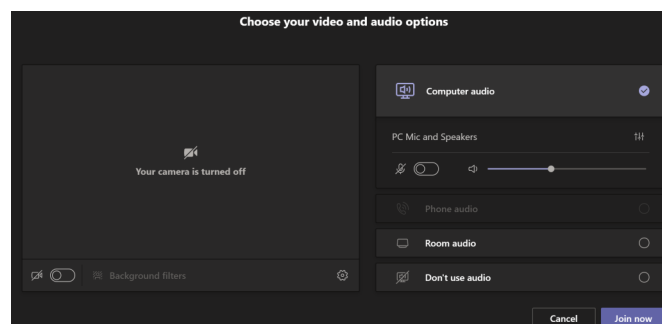 Choose your video and audio options
Your camera is turned off
Background filters
Computer audio
PC Mic and Speakers
Phone audio
Room audio
Don't use audio
Cancel
Join now